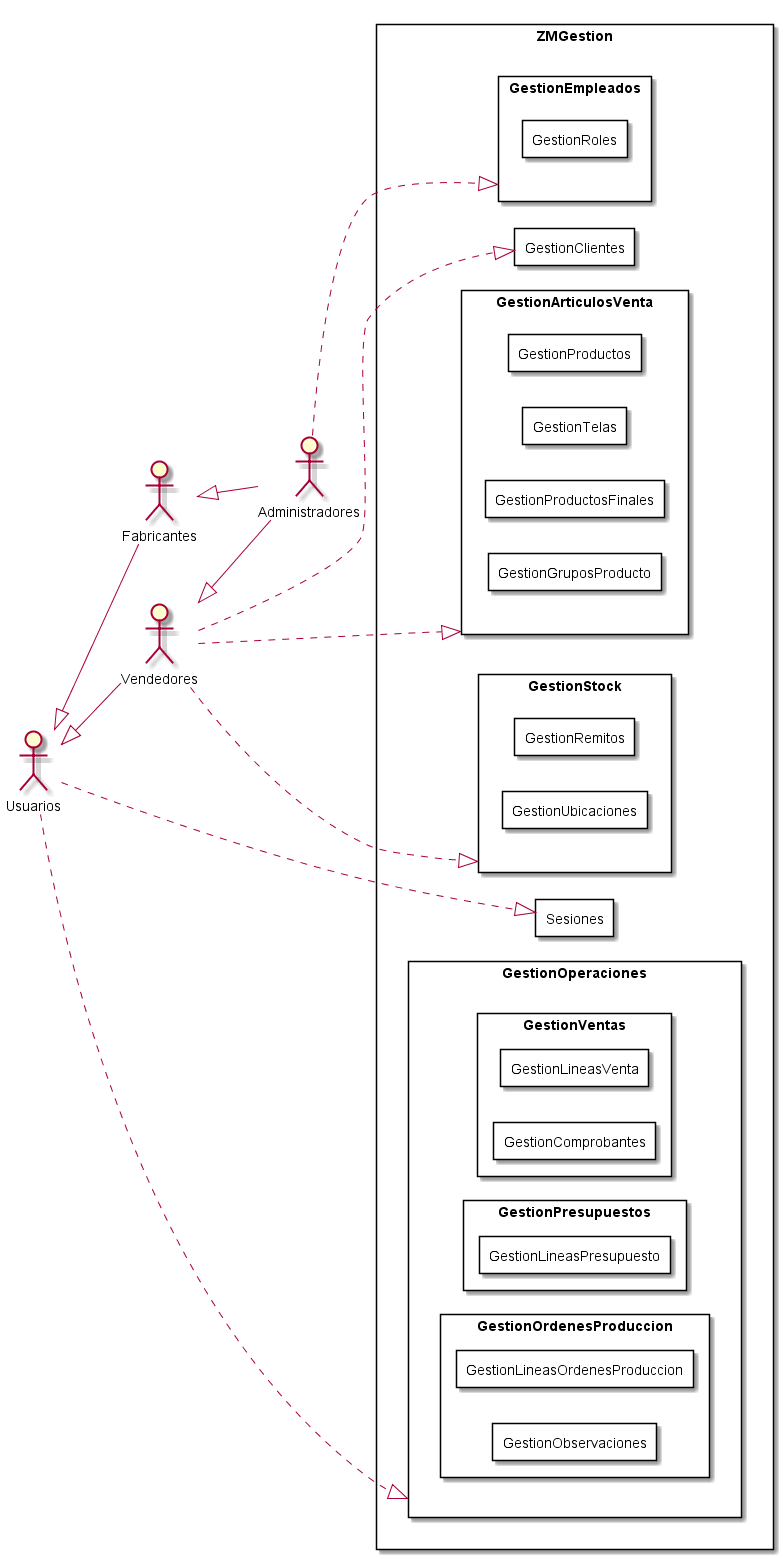 ZMGestion
GestionEmpleados
GestionRoles
GestionClientes
GestionArticulosVenta
GestionProductos
GestionTelas
GestionProductosFinales
GestionGruposProducto
Administradores
Fabricantes
Vendedores
Usuarios
GestionStock
GestionRemitos
GestionUbicaciones
Sesiones
GestionOperaciones
GestionVentas
GestionLineasVenta
GestionComprobantes
GestionPresupuestos
GestionLineasPresupuesto
GestionOrdenesProduccion
GestionLineasOrdenesProduccion
GestionObservaciones